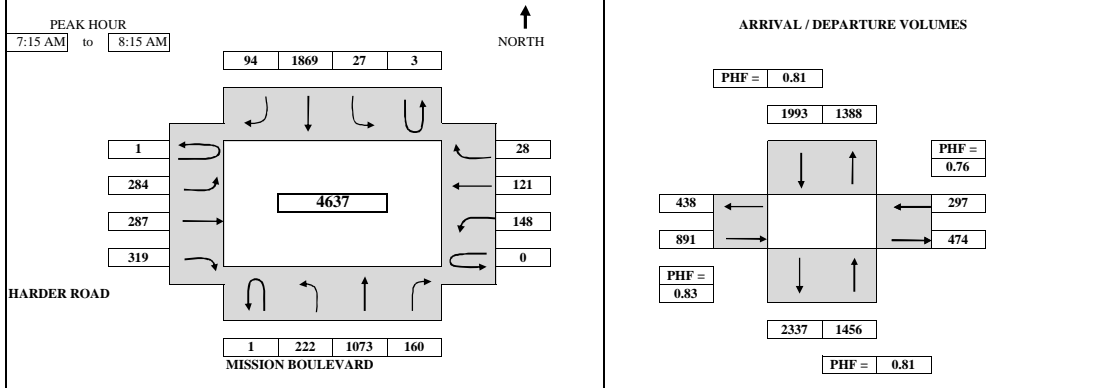 PEAK HOUR
7:15 AM to 8:15 AM
NORTH
94 1869 27 3
1 28
284 121
4637
287 148
319 0
HARDER ROAD
1 222 1073 160
MISSION BOULEVARD
ARRIVAL / DEPARTURE VOLUMES
PHF = 0.81
1993 1388
PHF =
0.76
438 297
891 474
PHF =
0.83
2337 1456
PHF = 0.81